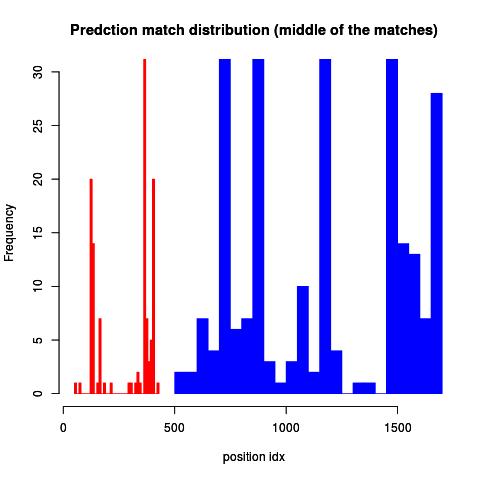 Predction match distribution (middle of the matches)
Frequency
30
25
20
15
10
5
0
0 500 1000 1500
position idx